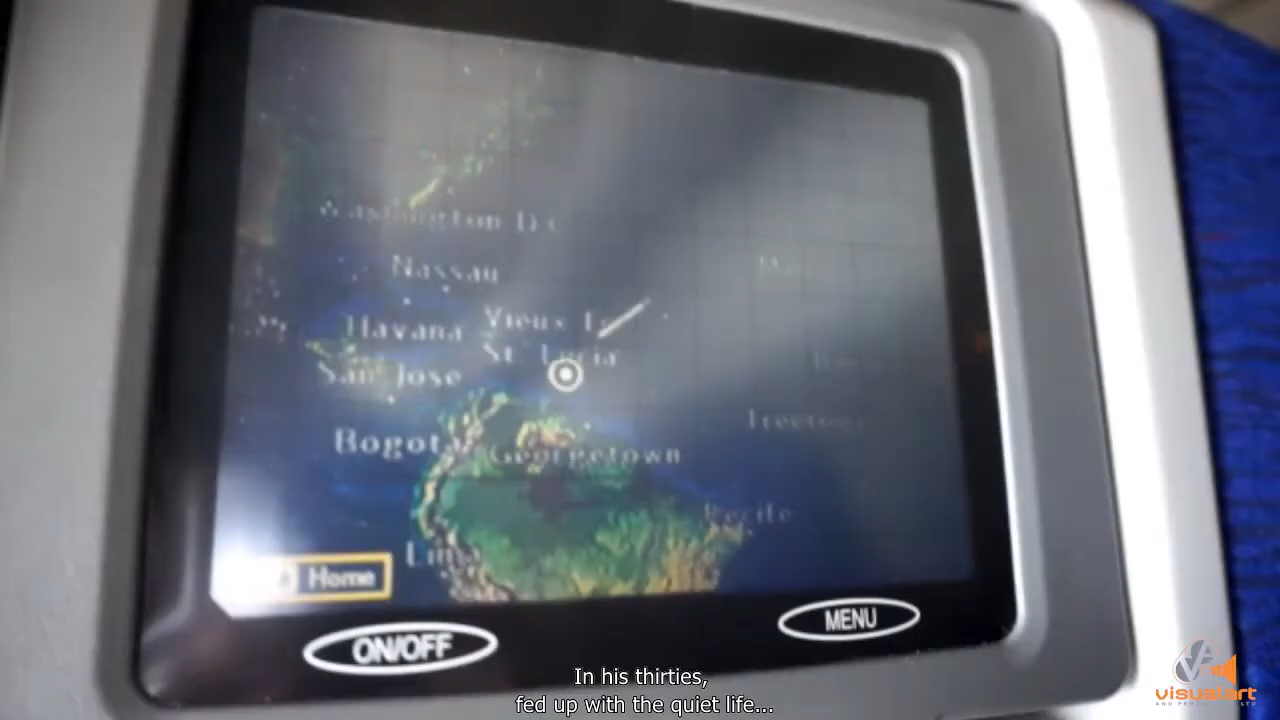 Washington D.C
Nassau
Havana
Vieux
St. Lucia
San Jose
Bogota
Georgetown
Recife
Lima
Home
ON/OFF
MENU
In his thirties,
fed up with the quiet life...
visualart